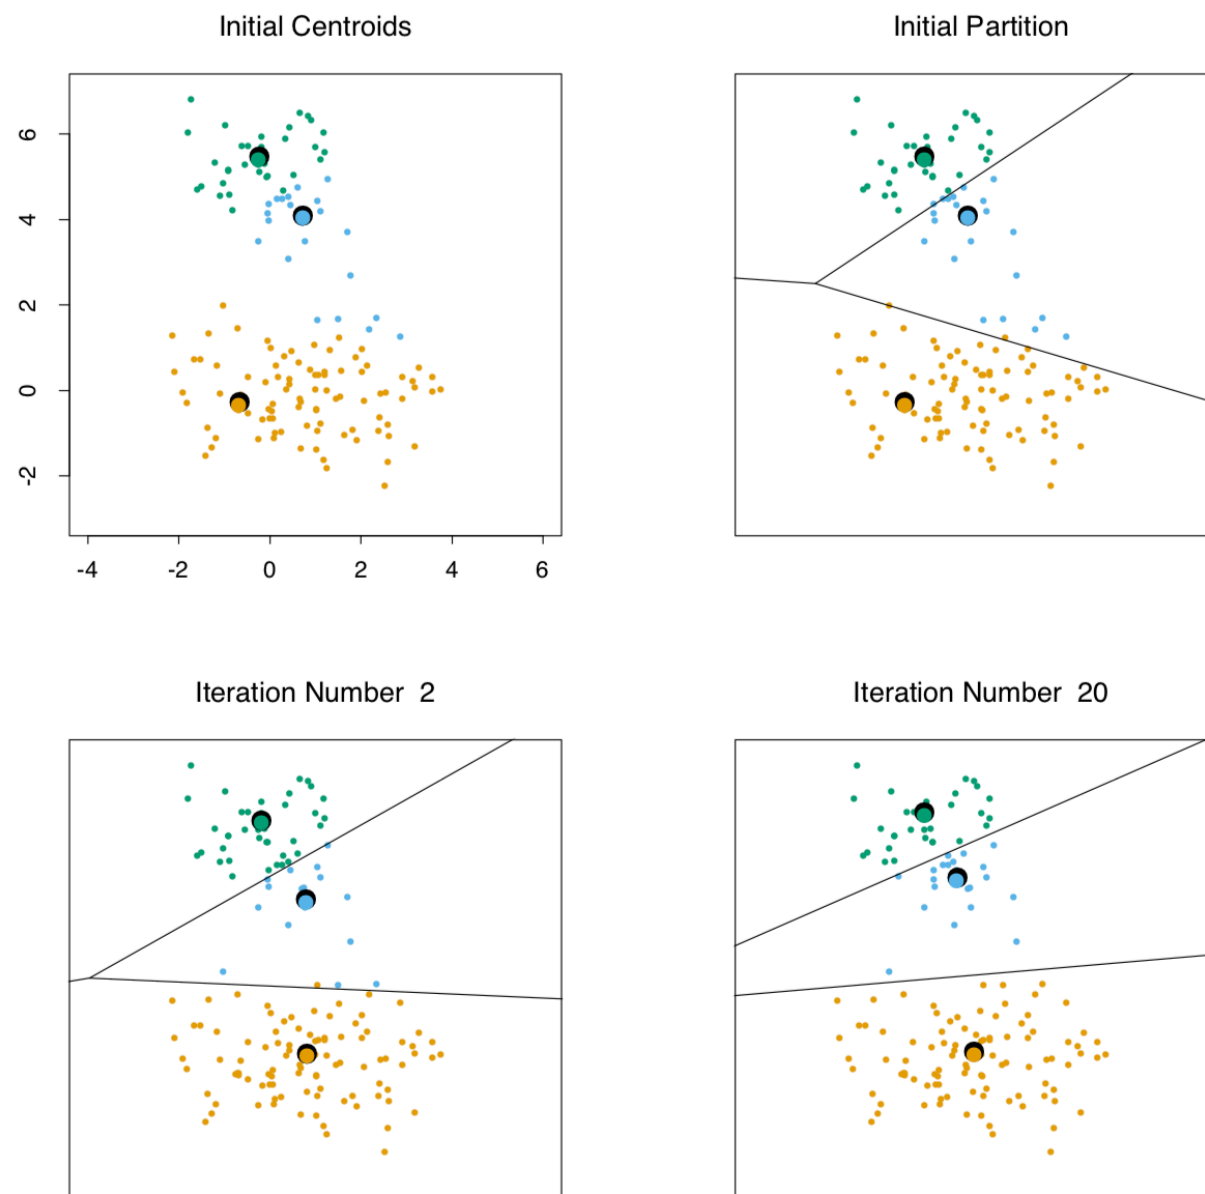 Initial Centroids
Initial Partition
6
4
2
0
-2
-4 -2 0 2 4 6
Iteration Number 2
Iteration Number 20